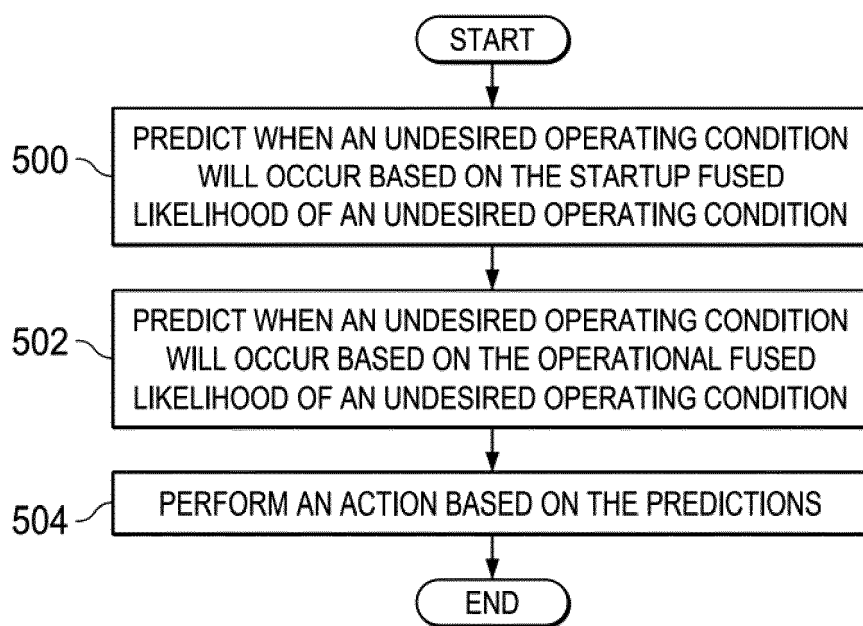 START
500
PREDICT WHEN AN UNDESIRED OPERATING CONDITION
WILL OCCUR BASED ON THE STARTUP FUSED
LIKELIHOOD OF AN UNDESIRED OPERATING CONDITION
502
PREDICT WHEN AN UNDESIRED OPERATING CONDITION
WILL OCCUR BASED ON THE OPERATIONAL FUSED
LIKELIHOOD OF AN UNDESIRED OPERATING CONDITION
504
PERFORM AN ACTION BASED ON THE PREDICTIONS
END